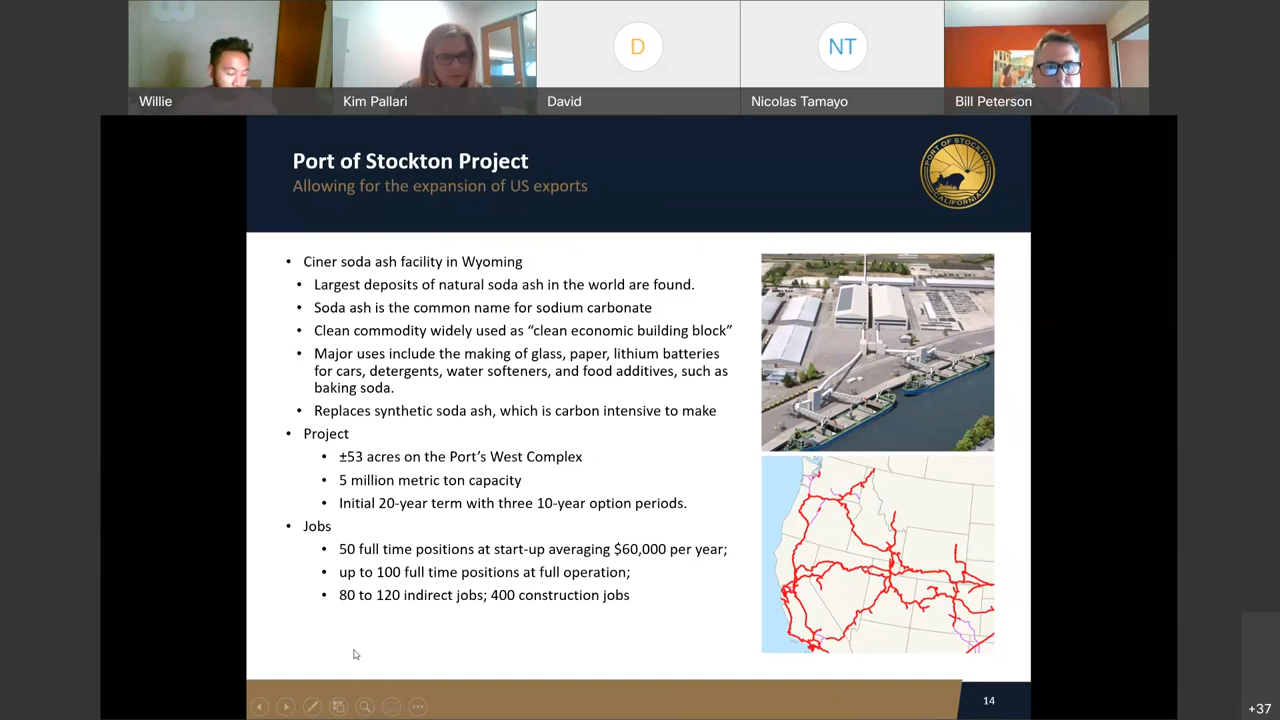 D
NT
Willie
Kim Pallari
David
Nicolas Tamayo
Bill Peterson
Port of Stockton Project
Allowing for the expansion of US exports
PORT OF STOCKTON
CALIFORNIA
• Ciner soda ash facility in Wyoming
• Largest deposits of natural soda ash in the world are found.
• Soda ash is the common name for sodium carbonate
• Clean commodity widely used as “clean economic building block”
• Major uses include the making of glass, paper, lithium batteries
for cars, detergents, water softeners, and food additives, such as
baking soda.
• Replaces synthetic soda ash, which is carbon intensive to make
• Project
• ±53 acres on the Port’s West Complex
• 5 million metric ton capacity
• Initial 20-year term with three 10-year option periods.
• Jobs
• 50 full time positions at start-up averaging $60,000 per year;
• up to 100 full time positions at full operation;
• 80 to 120 indirect jobs; 400 construction jobs
14
+37